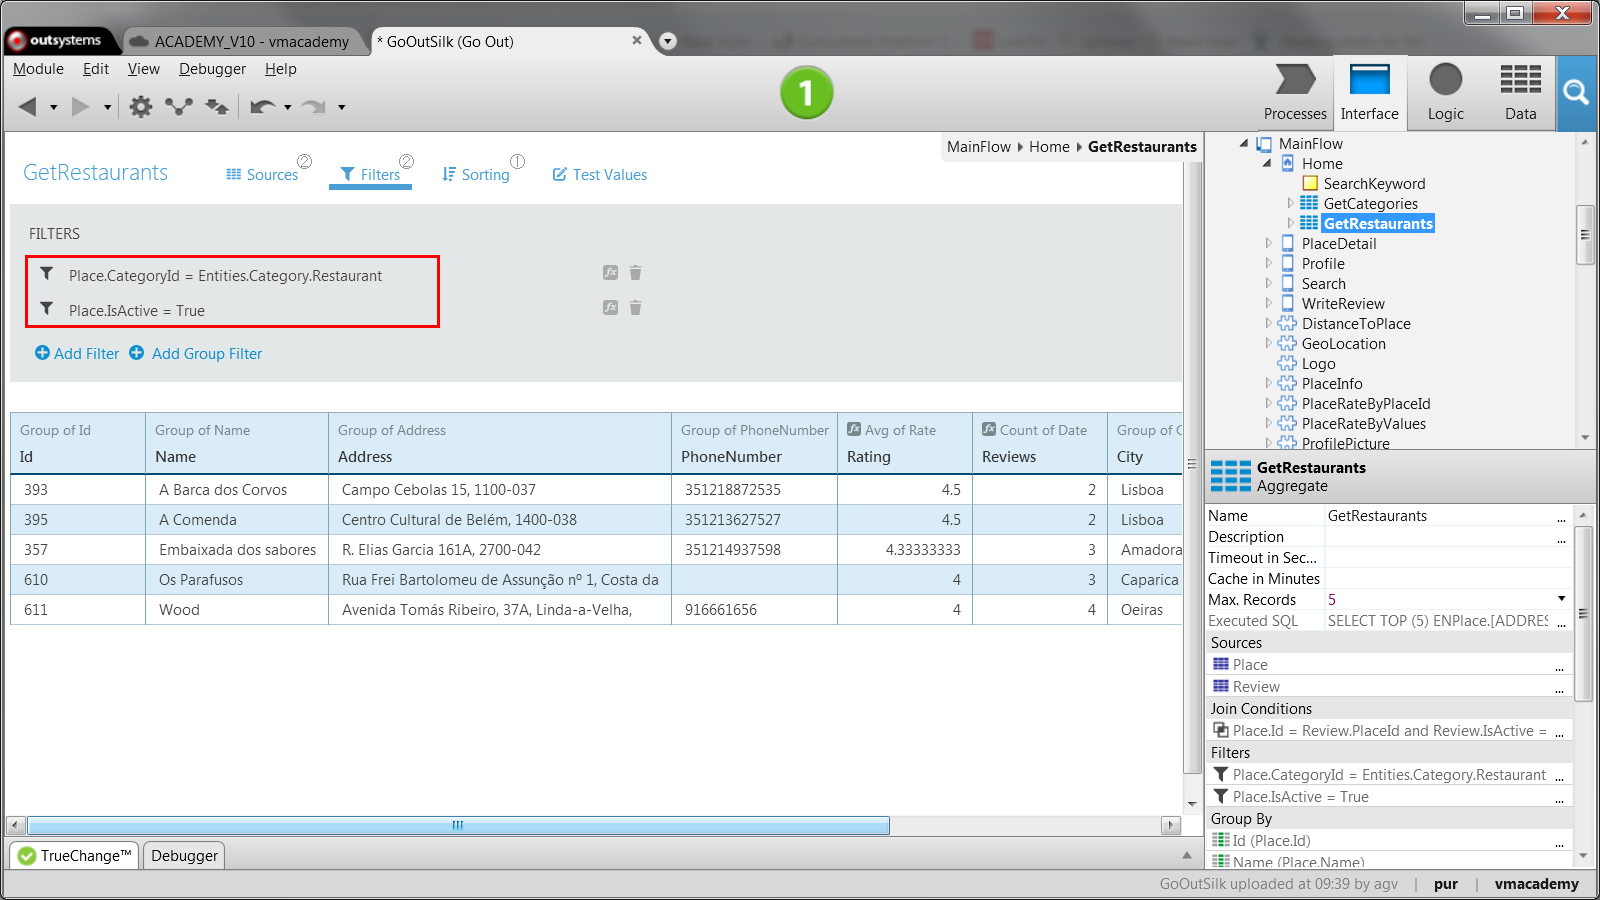 outsystems
ACADEMY_V10 - vmacademy
* GoOutSilk (Go Out)
Module Edit View Debugger Help
1
Processes Interface Logic Data
MainFlow Home GetRestaurants
GetRestaurants
Sources 2
Filters 2
Sorting 1
Test Values
FILTERS
Place.CategoryId = Entities.Category.Restaurant
Place.IsActive = True
Add Filter Add Group Filter
Group of Id Group of Name Group of Address Group of PhoneNumber Avg of Rate Count of Date Group of C
Id Name Address PhoneNumber Rating Reviews City
393 A Barca dos Corvos Campo Cebolas 15, 1100-037 351218872535 4.5 2 Lisboa
395 A Comenda Centro Cultural de Belém, 1400-038 351213627527 4.5 2 Lisboa
357 Embaixada dos sabores R. Elias Garcia 161A, 2700-042 351214937598 4.33333333 3 Amadora
610 Os Parafusos Rua Frei Bartolomeu de Assunção nº 1, Costa da 4 3 Caparica
611 Wood Avenida Tomás Ribeiro, 37A, Linda-a-Velha, 916661656 4 4 Oeiras
MainFlow
Home
SearchKeyword
GetCategories
GetRestaurants
PlaceDetail
Profile
Search
WriteReview
DistanceToPlace
GeoLocation
Logo
PlaceInfo
PlaceRateByPlaceId
PlaceRateByValues
ProfilePicture
GetRestaurants
Aggregate
Name GetRestaurants ...
Description ...
Timeout in Sec...
Cache in Minutes
Max. Records 5
Executed SQL SELECT TOP (5) ENPlace.[ADDRES ...
Sources
Place ...
Review ...
Join Conditions
Place.Id = Review.PlaceId and Review.IsActive = ...
Filters
Place.CategoryId = Entities.Category.Restaurant ...
Place.IsActive = True ...
Group By
Id (Place.Id) ...
Name (Place.Name)
TrueChange™ Debugger
GoOutSilk uploaded at 09:39 by agv | pur | vmacademy